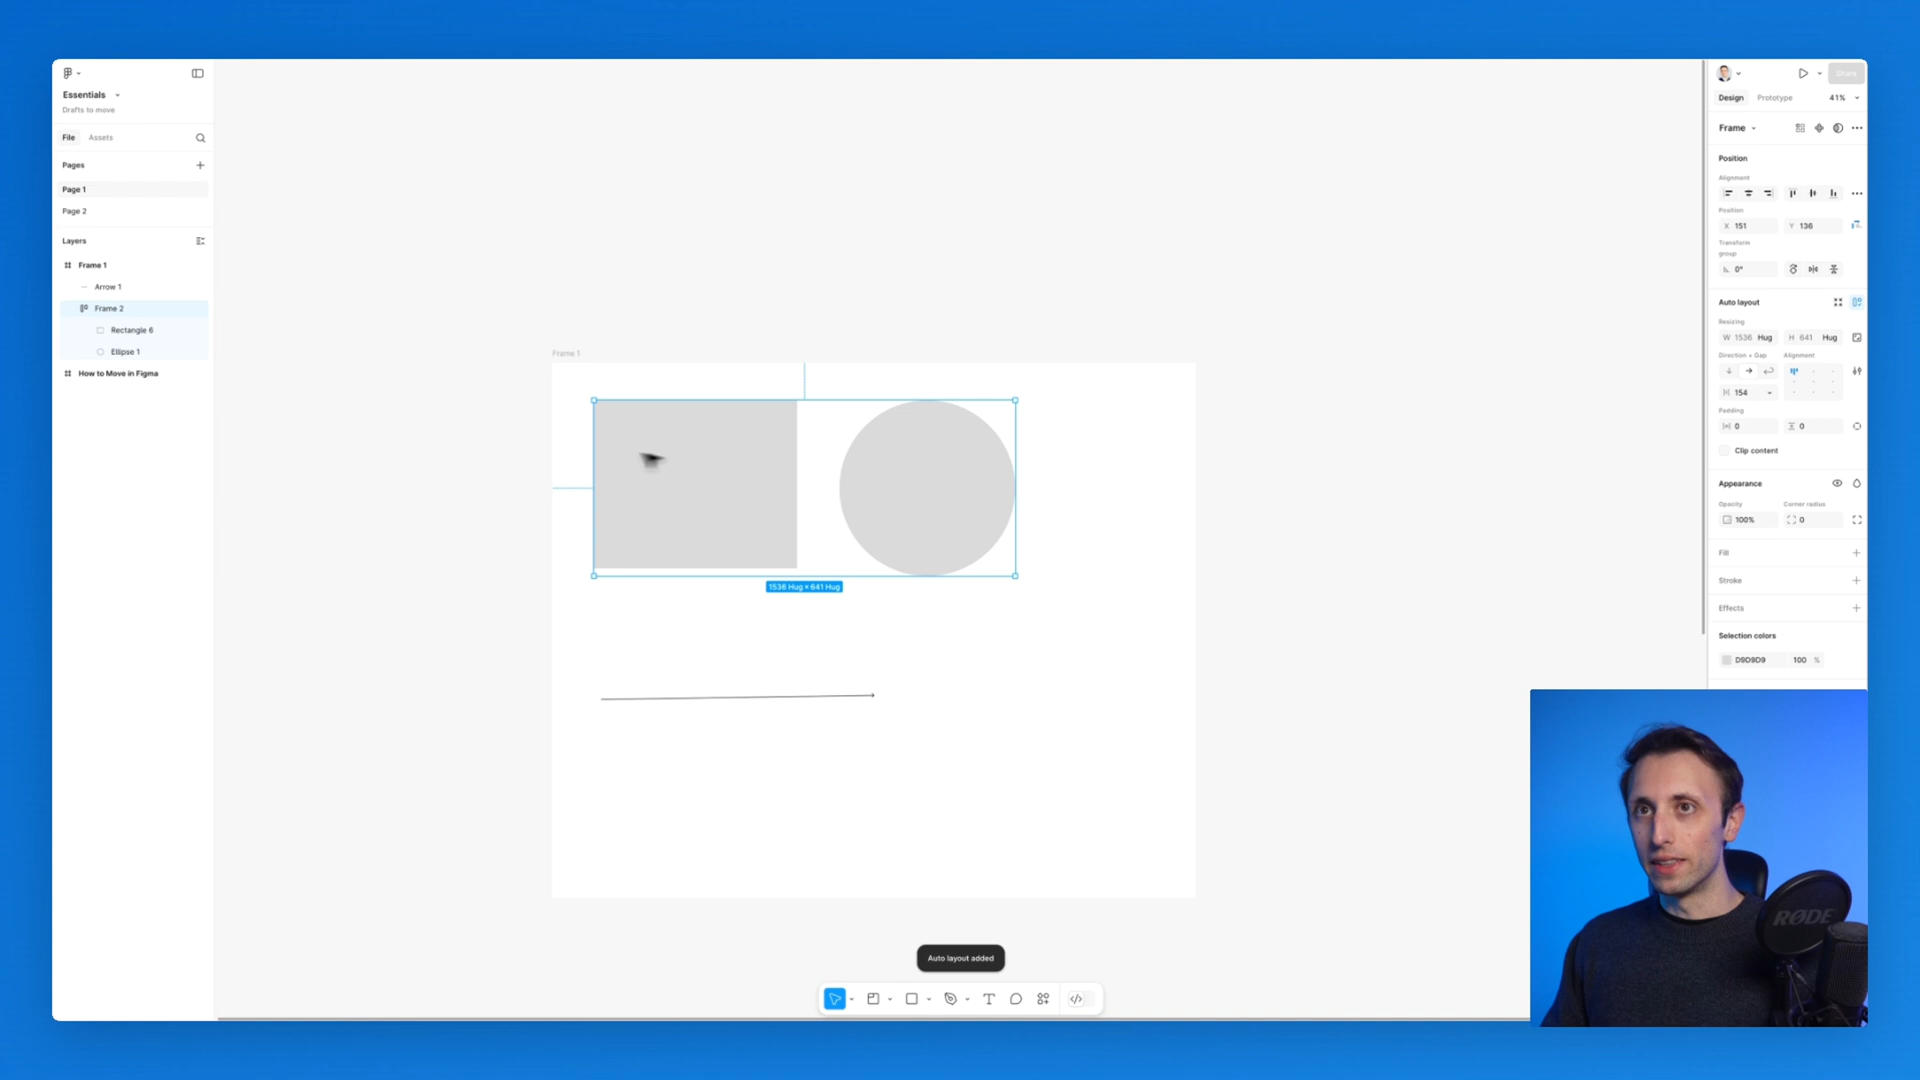 Essentials
Drafts to move
File Assets
Pages
Page 1
Page 2
Layers
Frame 1
Arrow 1
Frame 2
Rectangle 6
Ellipse 1
How to Move in Figma
Frame 1
1536 Hug × 641 Hug
Auto layout added
Share
Design Prototype 41%
Frame
Position
Alignment
Position
X 151 Y 136
Transform
group
0°
Auto layout
Resizing
W 1536 Hug H 641 Hug
Direction + Gap Alignment
154
Padding
0 0
Clip content
Appearance
Opacity Corner radius
100% 0
Fill
Stroke
Effects
Selection colors
D9D9D9 100 %
RØDE